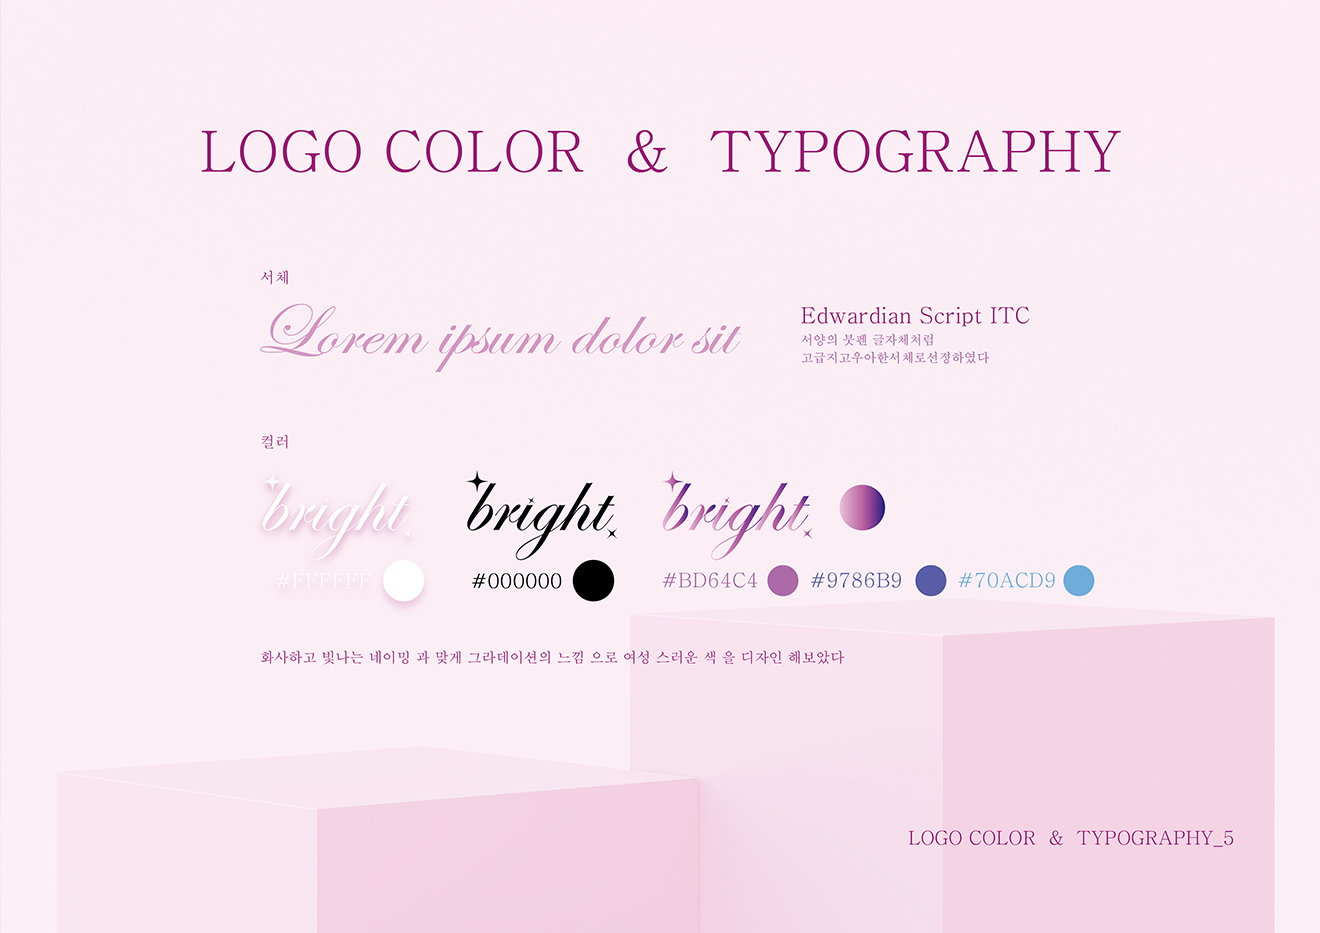 LOGO COLOR & TYPOGRAPHY
서체
Lorem ipsum dolor sit
Edwardian Script ITC
서양의 붓펜 글자체처럼
고급지고우아한서체로선정하였다
컬러
bright bright bright
#FFFFFF #000000 #BD64C4 #9786B9 #70ACD9
화사하고 빛나는 네이밍 과 맞게 그라데이션의 느낌 으로 여성 스러운 색 을 디자인 해보았다
LOGO COLOR & TYPOGRAPHY_5